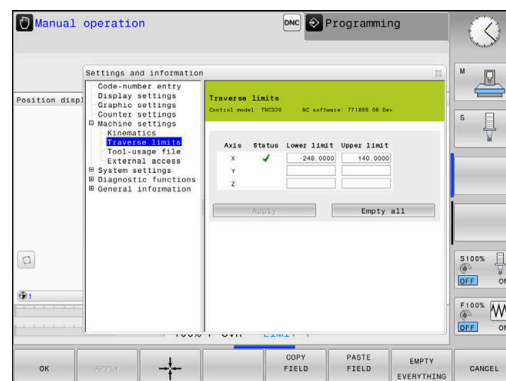 Manual operation
DNC
Programming
Settings and information
Position displ
Code-number entry
Display settings
Graphic settings
Counter settings
Machine settings
Kinematics
Traverse limits
Tool-usage file
External access
System settings
Diagnostic functions
General information
Traverse limits
Control model TNC320 NC software 771855 06 Dev
Axis Status Lower limit Upper limit
X -248.0000 140.0000
Y
Z
Apply
Empty all
M
S
S100%
OFF ON
F100%
OFF ON
1
OK
APPLY
COPY FIELD
PASTE FIELD
EMPTY EVERYTHING
CANCEL